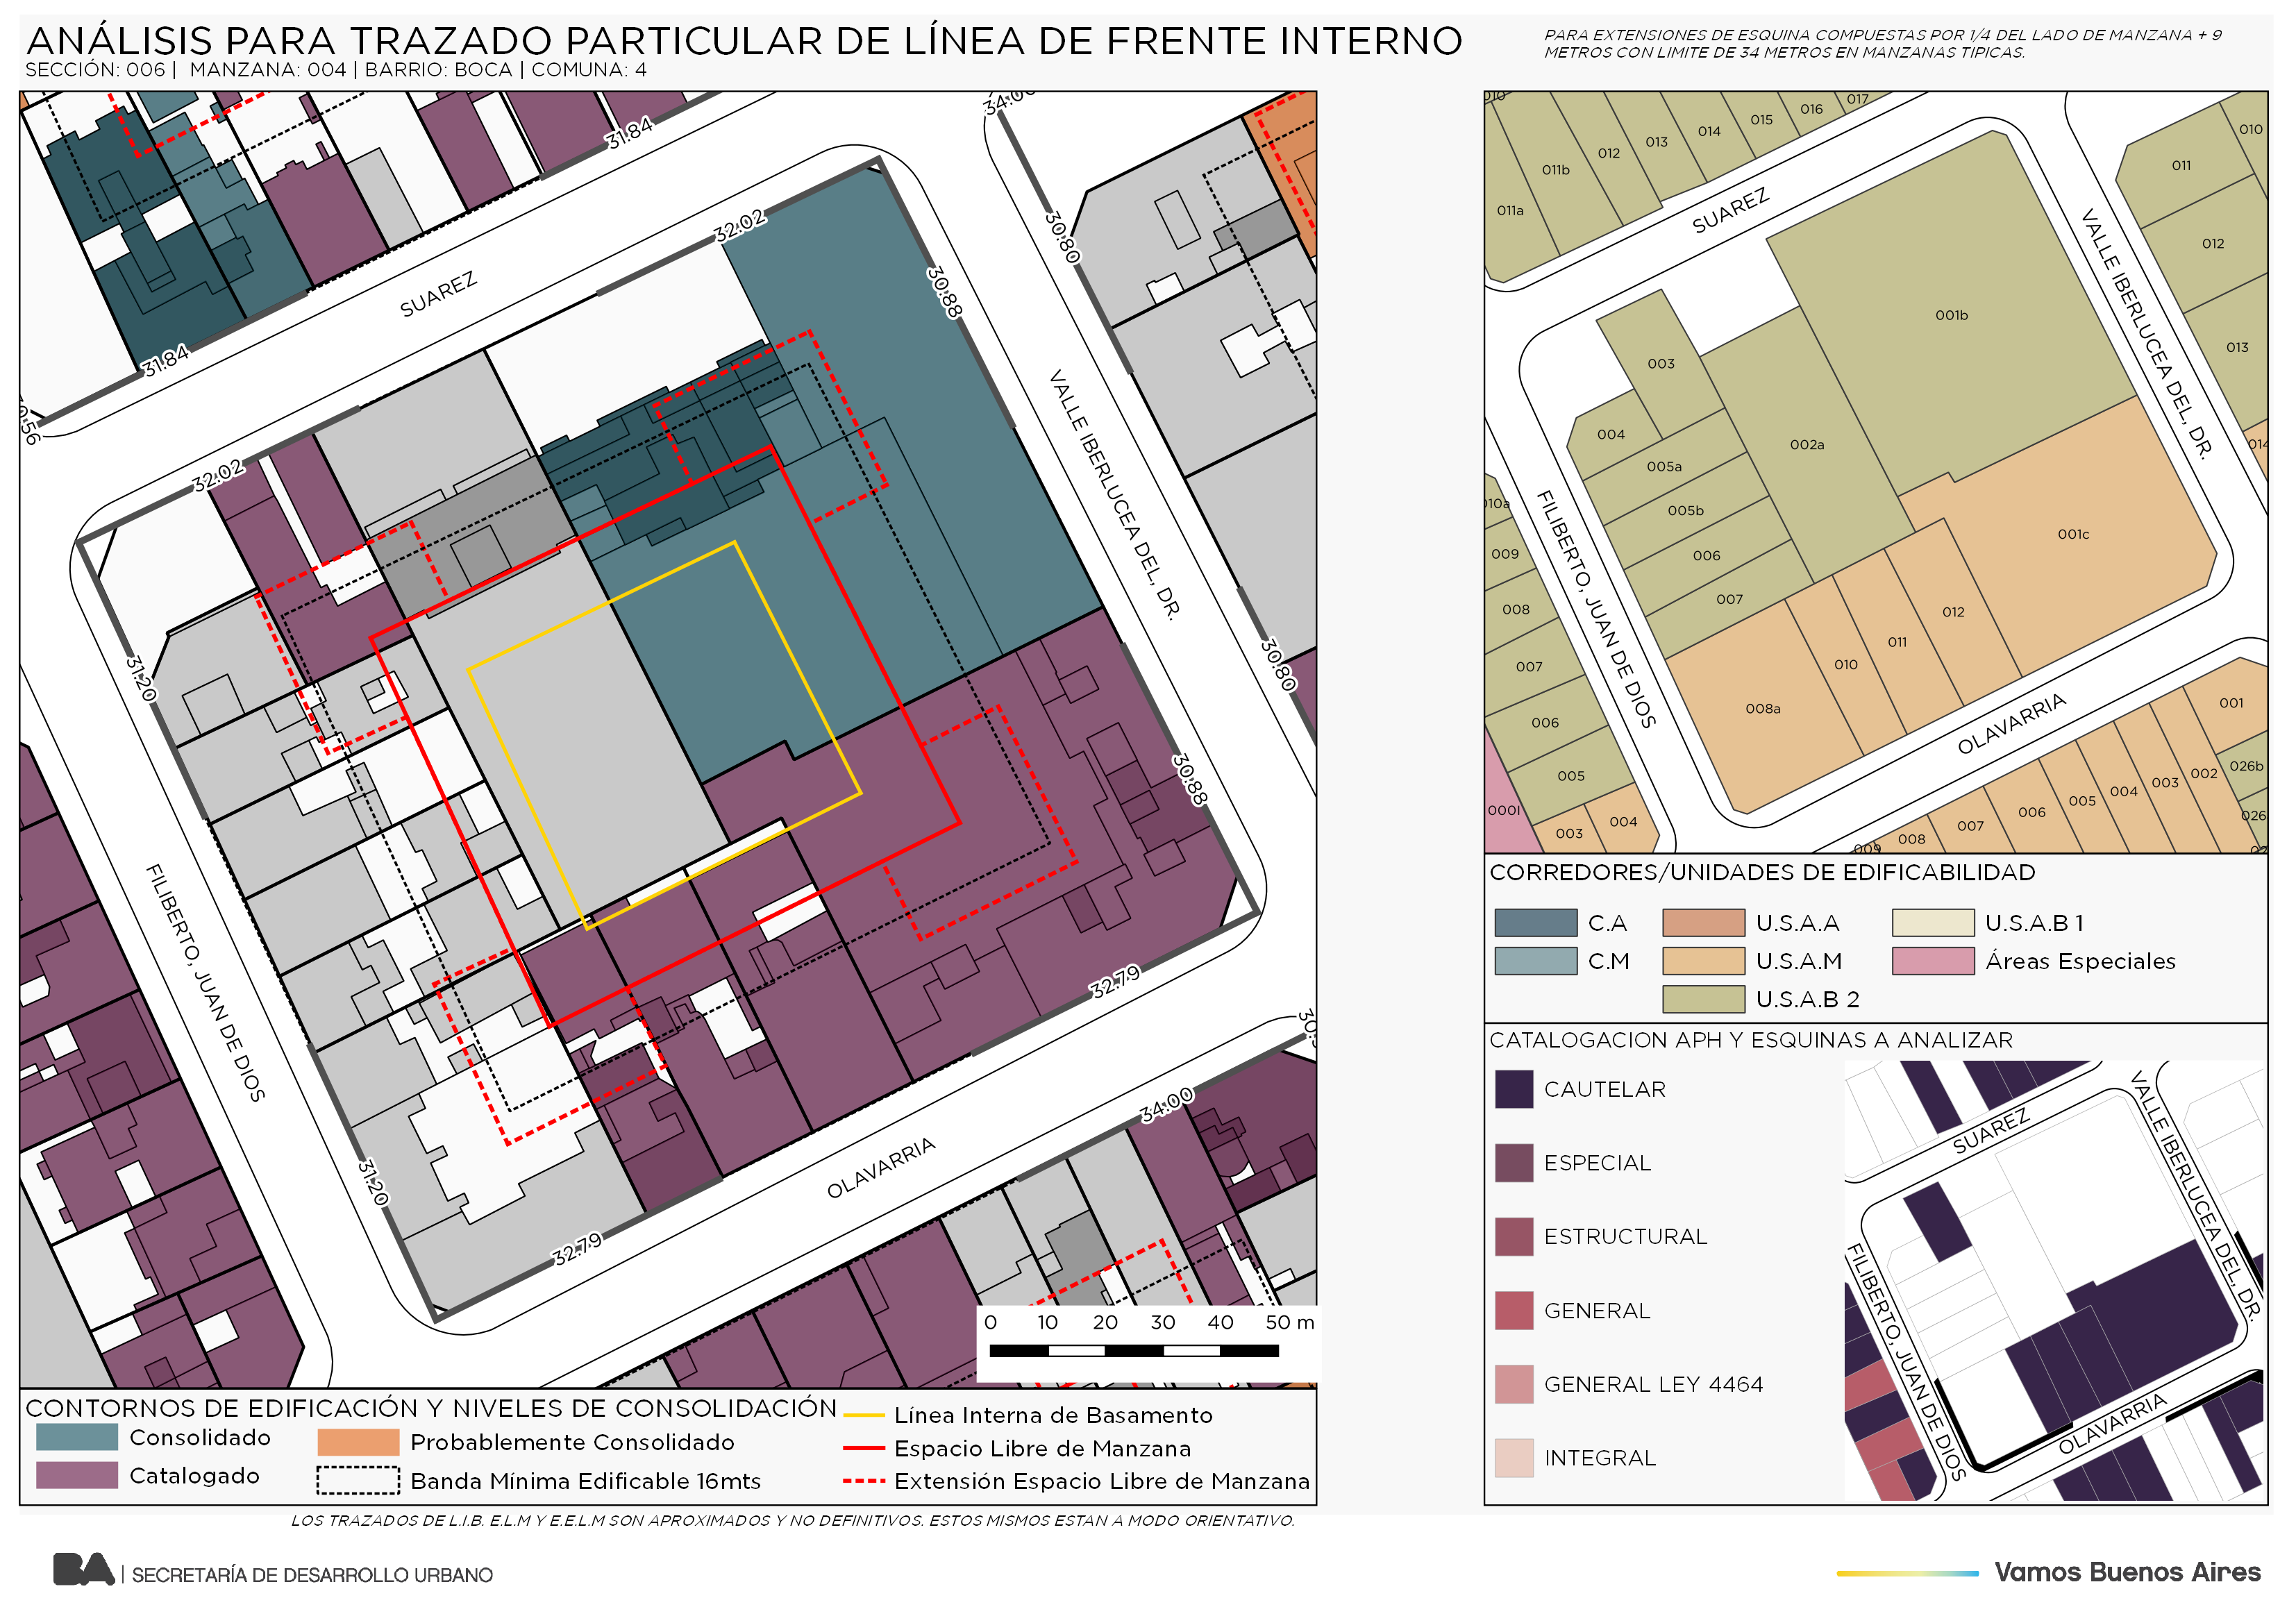 ANÁLISIS PARA TRAZADO PARTICULAR DE LÍNEA DE FRENTE INTERNO
SECCIÓN: 006 | MANZANA: 004 | BARRIO: BOCA | COMUNA: 4
PARA EXTENSIONES DE ESQUINA COMPUESTAS POR 1/4 DEL LADO DE MANZANA + 9
METROS CON LIMITE DE 34 METROS EN MANZANAS TIPICAS.
31.84
34.00
32.02
30.80
SUAREZ
30.88
31.84
32.02
VALLE IBERLUCEA DEL, DR.
31.20
30.80
30.88
FILIBERTO, JUAN DE DIOS
32.79
34.00
31.20
OLAVARRIA
32.79
0 10 20 30 40 50 m
CONTORNOS DE EDIFICACIÓN Y NIVELES DE CONSOLIDACIÓN
Consolidado
Catalogado
Probablemente Consolidado
Banda Mínima Edificable 16mts
Línea Interna de Basamento
Espacio Libre de Manzana
Extensión Espacio Libre de Manzana
LOS TRAZADOS DE L.I.B. E.L.M Y E.E.L.M SON APROXIMADOS Y NO DEFINITIVOS. ESTOS MISMOS ESTAN A MODO ORIENTATIVO.
010
011a
011b
012
013
014
015
016
017
010
011
012
013
014
SUAREZ
VALLE IBERLUCEA DEL, DR.
001b
003
004
002a
005a
005b
006
007
001c
012
011
010
008a
010a
009
008
007
006
005
003
004
FILIBERTO, JUAN DE DIOS
OLAVARRIA
001
002
003
004
005
006
007
008
009
026b
026
CORREDORES/UNIDADES DE EDIFICABILIDAD
C.A
C.M
U.S.A.A
U.S.A.M
U.S.A.B 2
U.S.A.B 1
Áreas Especiales
CATALOGACION APH Y ESQUINAS A ANALIZAR
CAUTELAR
ESPECIAL
ESTRUCTURAL
GENERAL
GENERAL LEY 4464
INTEGRAL
SUAREZ
VALLE IBERLUCEA DEL, DR.
FILIBERTO, JUAN DE DIOS
OLAVARRIA
BA | SECRETARÍA DE DESARROLLO URBANO
Vamos Buenos Aires